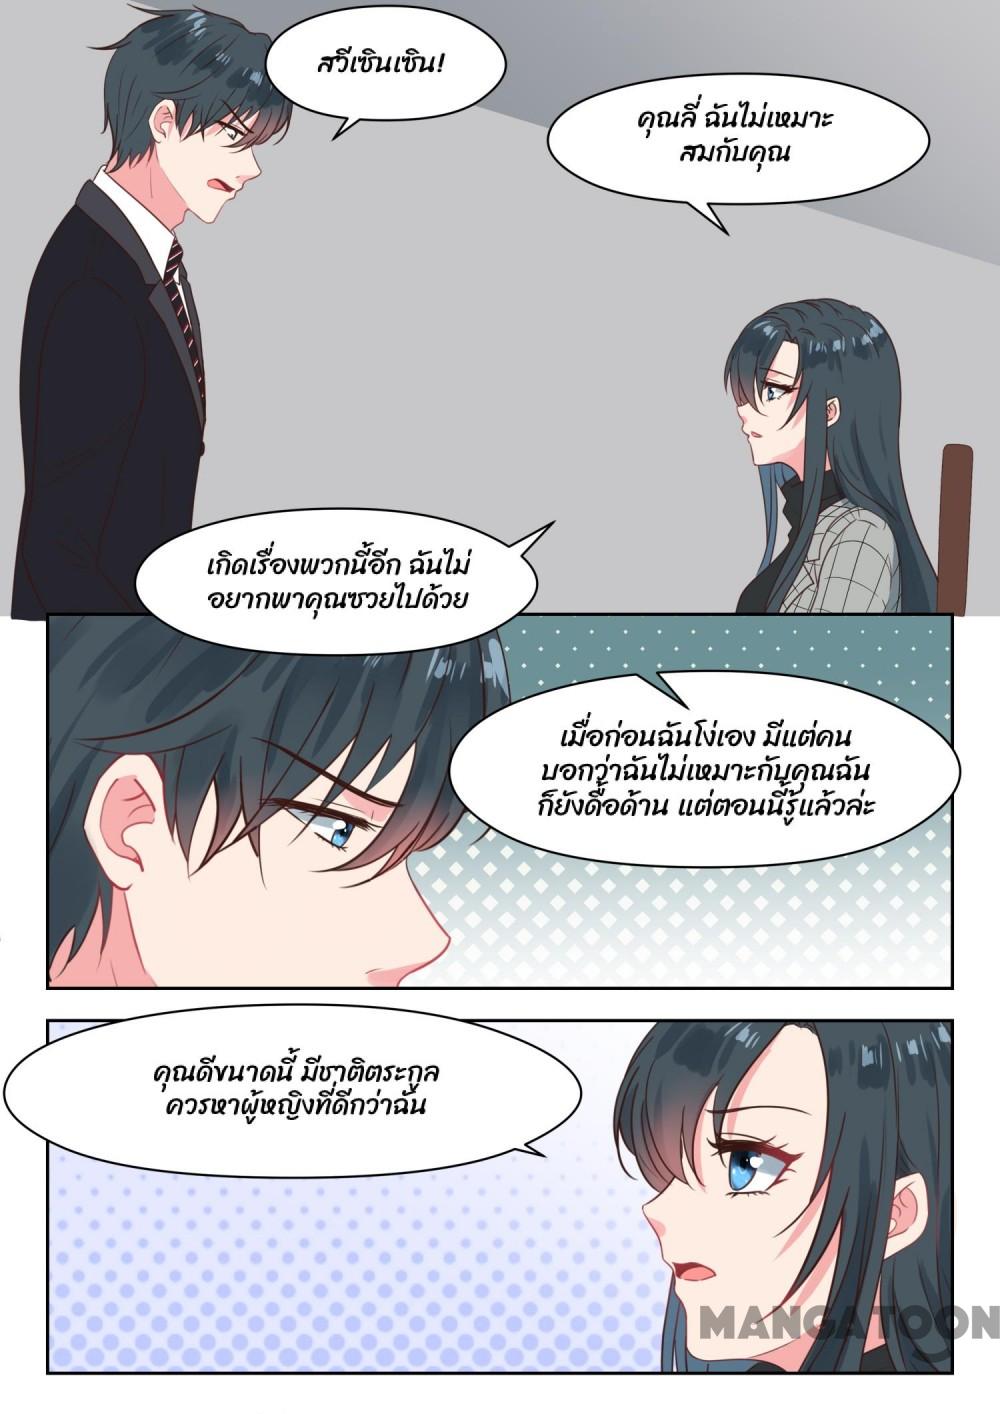 สวีเซินเซิน!
คุณลี่ ฉันไม่เหมาะ
สมกับคุณ
เกิดเรื่องพวกนี้อีก ฉันไม่
อยากพาคุณซวยไปด้วย
เมื่อก่อนฉันโง่เอง มีแต่คน
บอกว่าฉันไม่เหมาะกับคุณฉัน
ก็ยังดื้อด้าน แต่ตอนนี้รู้แล้วล่ะ
คุณดีขนาดนี้ มีชาติตระกูล
ควรหาผู้หญิงที่ดีกว่าฉัน
MANGATOON